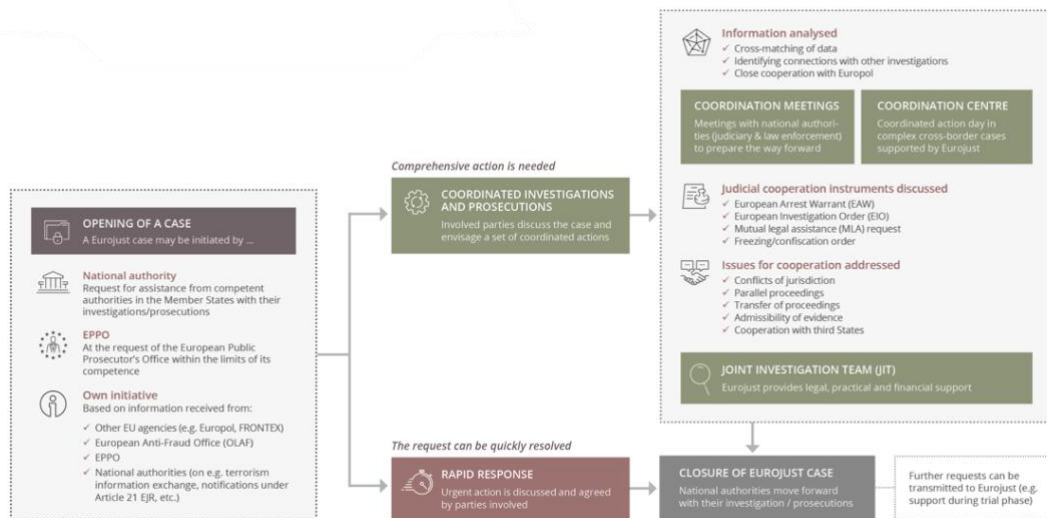 OPENING OF A CASE
A Eurojust case may be initiated by ...
National authority
Request for assistance from competent
authorities in the Member States with their
investigations/prosecutions
EPPO
At the request of the European Public
Prosecutor's Office within the limits of its
competence
Own initiative
Based on information received from:
✓ Other EU agencies (e.g. Europol, FRONTEX)
✓ European Anti-Fraud Office (OLAF)
✓ EPPO
✓ National authorities (on e.g. terrorism
information exchange, notifications under
Article 21 EJR, etc.)
Comprehensive action is needed
COORDINATED INVESTIGATIONS
AND PROSECUTIONS
Involved parties discuss the case and
envisage a set of coordinated actions
Information analysed
✓ Cross-matching of data
✓ Identifying connections with other investigations
✓ Close cooperation with Europol
COORDINATION MEETINGS
Meetings with national authori-
ties (judiciary & law enforcement)
to prepare the way forward
COORDINATION CENTRE
Coordinated action day in
complex cross-border cases
supported by Eurojust
Judicial cooperation instruments discussed
✓ European Arrest Warrant (EAW)
✓ European Investigation Order (EIO)
✓ Mutual legal assistance (MLA) request
✓ Freezing/confiscation order
Issues for cooperation addressed
✓ Conflicts of jurisdiction
✓ Parallel proceedings
✓ Transfer of proceedings
✓ Admissibility of evidence
✓ Cooperation with third States
JOINT INVESTIGATION TEAM (JIT)
Eurojust provides legal, practical and financial support
The request can be quickly resolved
RAPID RESPONSE
Urgent action is discussed and agreed
by parties involved
CLOSURE OF EUROJUST CASE
National authorities move forward
with their investigation / prosecutions
Further requests can be
transmitted to Eurojust (e.g.
support during trial phase)